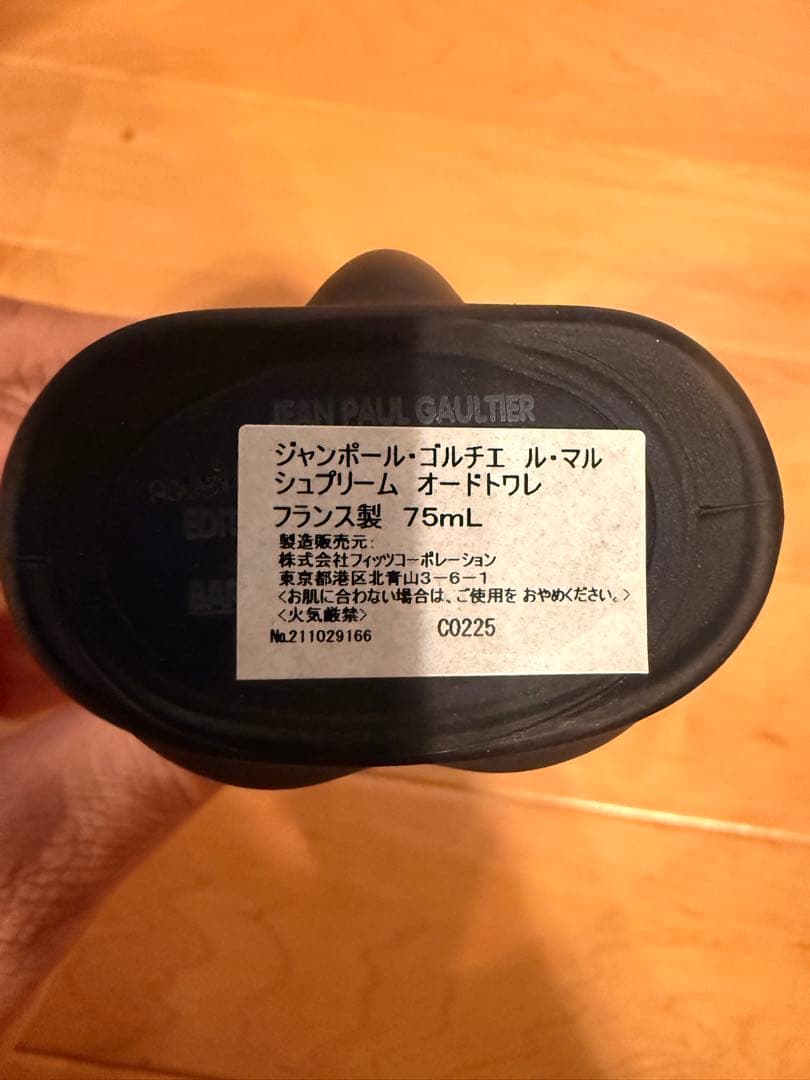 JEAN PAUL GAULTIER
ジャンポール・ゴルチエ ル・マル
シュプリーム オードトワレ
フランス製 75mL
製造販売元:
株式会社フィッツコーポレーション
東京都港区北青山3-6-1
<お肌に合わない場合は、ご使用を おやめください。>
<火気厳禁>
No.211029166 C0225